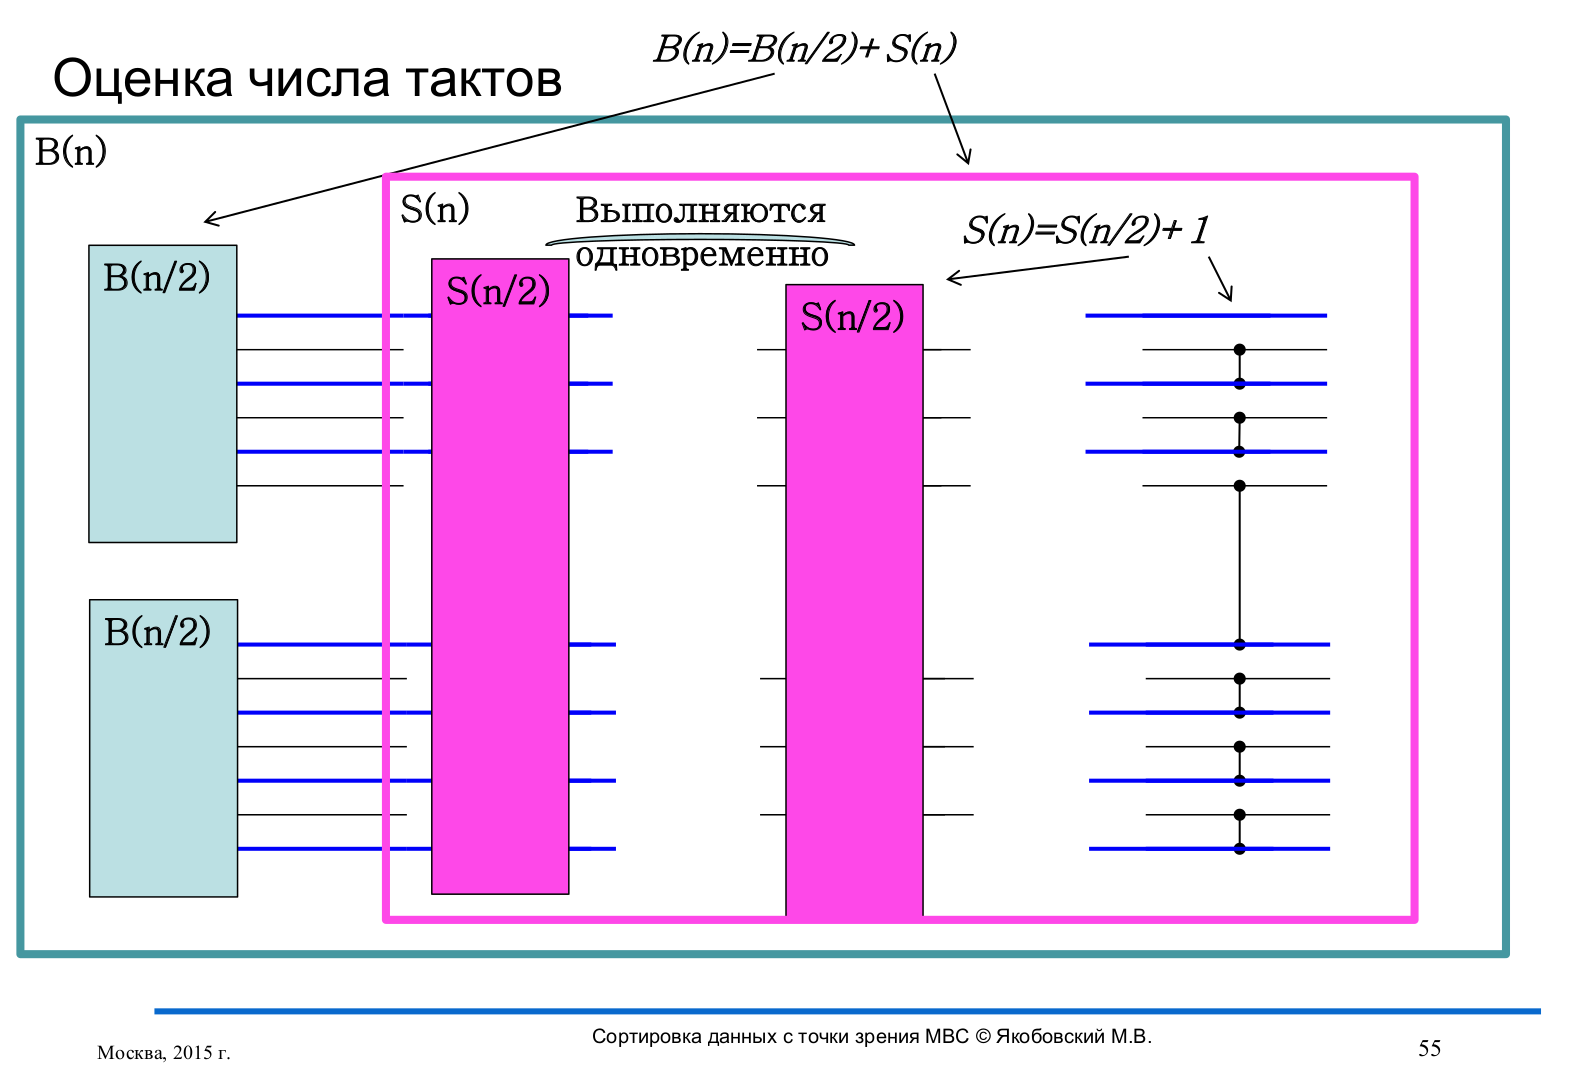 B(n)=B(n/2)+S(n)
Оценка числа тактов
B(n)
S(n)
Выполняются
одновременно
S(n)=S(n/2)+1
B(n/2)
S(n/2)
S(n/2)
B(n/2)
Сортировка данных с точки зрения МВС © Якобовский М.В.
Москва, 2015 г.
55